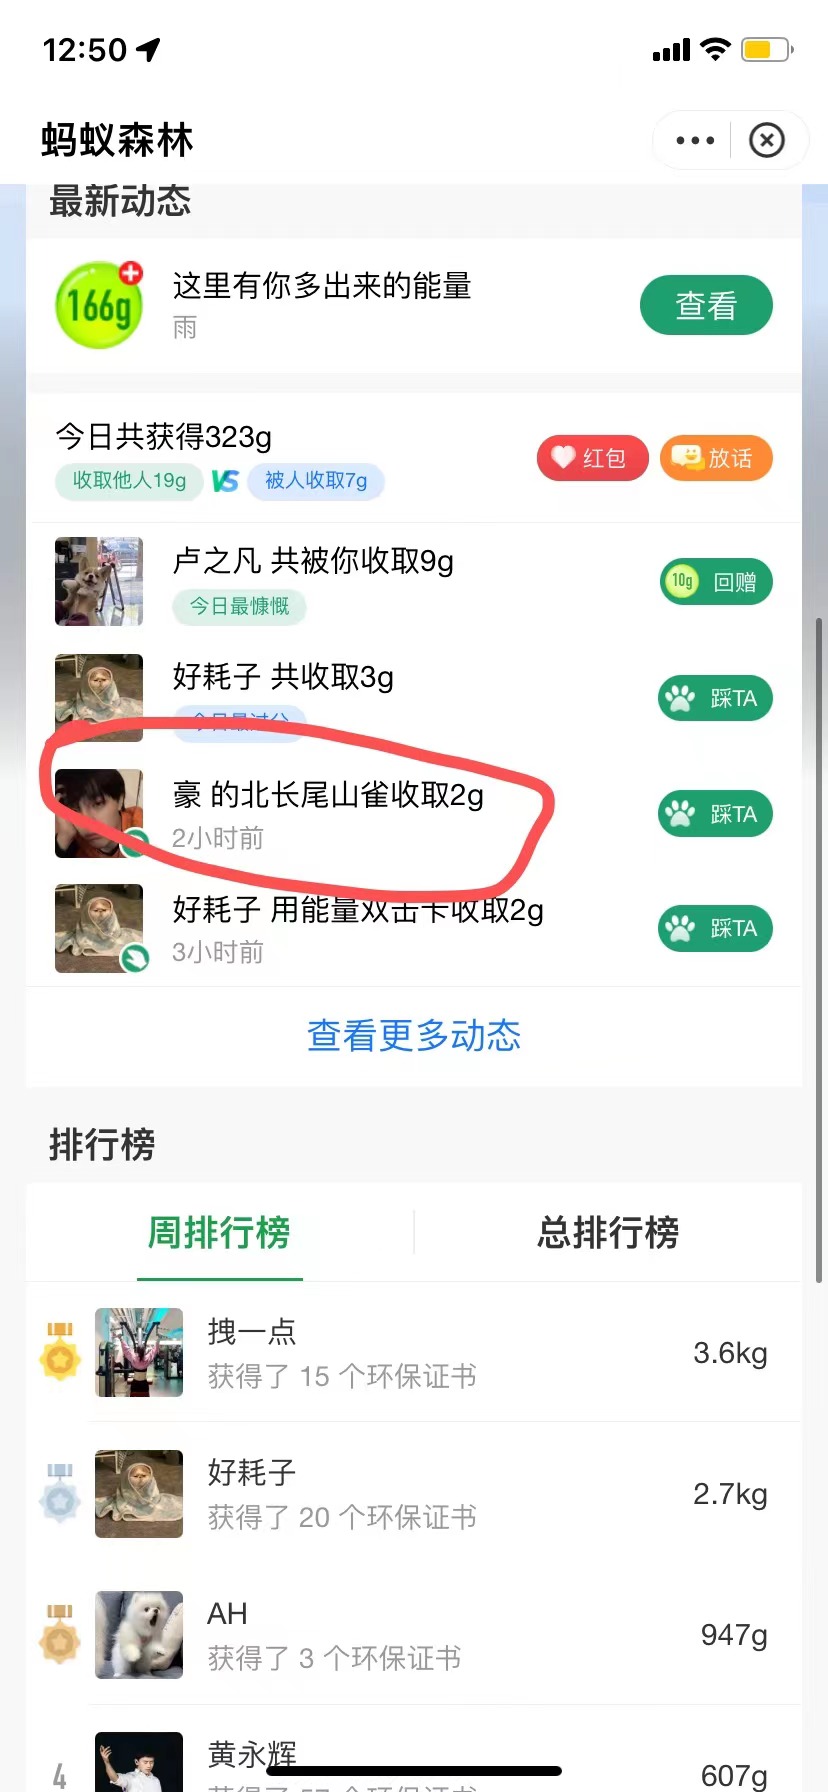 12:50
蚂蚁森林
最新动态
166g
这里有你多出来的能量
雨
查看
今日共获得323g
收取他人19g VS 被人收取7g
红包
放话
卢之凡 共被你收取9g
今日最慷慨
10g 回赠
好耗子 共收取3g
今日最过分
踩TA
豪 的北长尾山雀收取2g
2小时前
踩TA
好耗子 用能量双击卡收取2g
3小时前
踩TA
查看更多动态
排行榜
周排行榜
总排行榜
拽一点
获得了 15 个环保证书
3.6kg
好耗子
获得了 20 个环保证书
2.7kg
AH
获得了 3 个环保证书
947g
4
黄永辉
607g